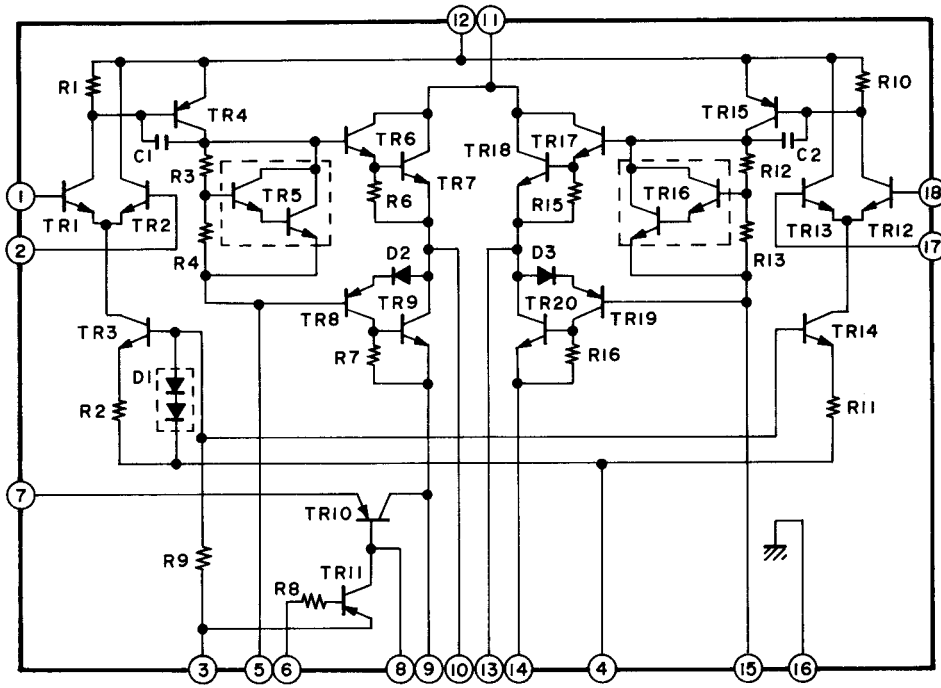 12 11
R1
R10
TR4
TR15
C1
TR6
TR17
C2
TR18
R3
R12
TR5
TR7
TR16
1
R6
R15
18
TR1
TR2
TR13
TR12
2
R4
R13
17
D2
D3
TR9
TR20
TR8
TR19
TR3
TR14
R7
R16
D1
R2
R11
7
TR10
R9
TR11
R8
3 5 6 8 9 10 13 14 4 15 16